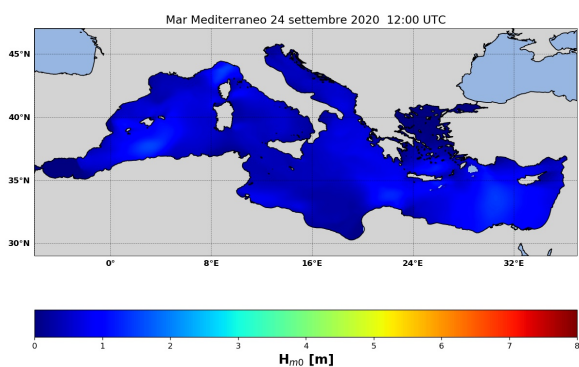 Mar Mediterraneo 24 settembre 2020  12:00 UTC
45°N
40°N
35°N
30°N
0° 8°E 16°E 24°E 32°E
0 1 2 3 4 5 6 7 8
Hm0 [m]